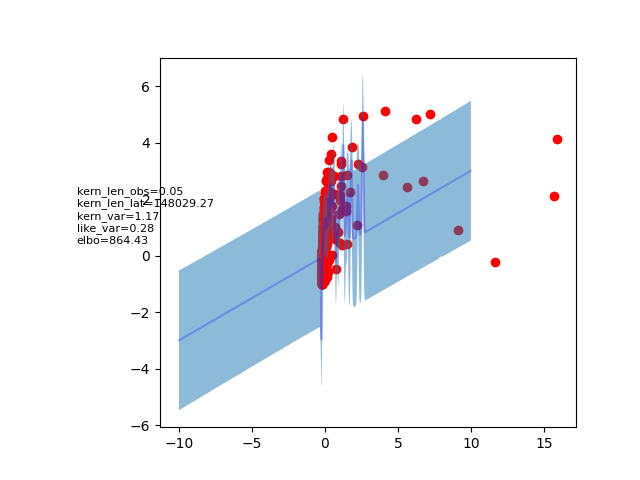 6
4
kern_len_obs=0.05
2
kern_len_lat=148029.27
kern_var=1.17
like_var=0.28
elbo=864.43
0
−2
−4
−6
−10 −5 0 5 10 15